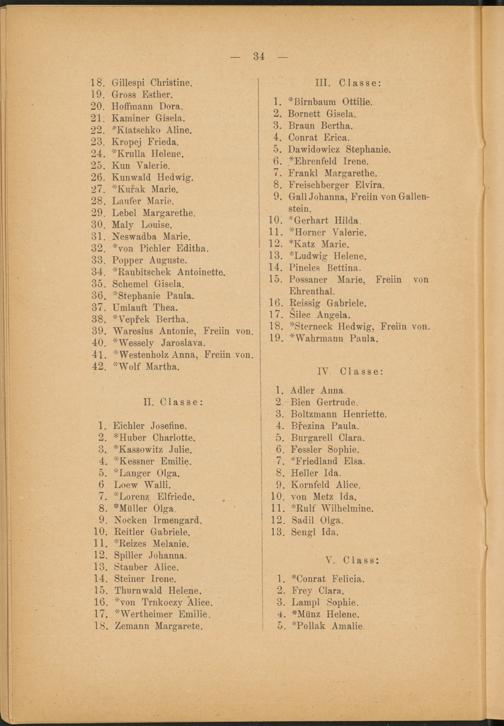 — 34 —
18. Gillespi Christine.
19. Gross Esther.
20. Hoffmann Dora.
21. Kaminer Gisela.
22. *Klatschko Aline.
23. Kropej Frieda.
24. *Krulla Helene.
25. Kun Valerie.
26. Kunwald Hedwig.
27. *Kuřak Marie.
28. Laufer Marie.
29. Lebel Margarethe.
30. Maly Louise.
31. Neswadba Marie.
32. *von Pichler Editha.
33. Popper Auguste.
34. *Raubitschek Antoinette.
35. Schemel Gisela.
36. *Stephanie Paula.
37. Umlauft Thea.
38. *Vepřek Bertha.
39. Waresius Antonie, Freiin von.
40. *Wessely Jaroslava.
41. *Westenholz Anna, Freiin von.
42. *Wolf Martha.
II. Classe:
1. Eichler Josefine.
2. *Huber Charlotte.
3. *Kassowitz Julie.
4. *Kessner Emilie.
5. *Langer Olga.
6 Loew Walli.
7. *Lorenz Elfriede.
8. *Müller Olga
9. Nocken Irmengard.
10. Reitler Gabriele.
11. *Reizes Melanie.
12. Spiller Johanna.
13. Stauber Alice.
14. Steiner Irene.
15. Thurnwald Helene.
16. *von Trnkoczy Alice.
17. *Wertheimer Emilie.
18. Zemann Margarete.
III. Classe:
1. *Birnbaum Ottilie.
2. Bornett Gisela.
3. Braun Bertha.
4. Conrat Erica.
5. Dawidowicz Stephanie.
6. *Ehrenfeld Irene.
7. Frankl Margarethe.
8. Freischberger Elvira.
9. Gall Johanna, Freiin von Gallen-
stein.
10. *Gerhart Hilda.
11. *Horner Valerie.
12. *Katz Marie.
13. *Ludwig Helene.
14. Pineles Bettina.
15. Possaner Marie, Freiin von
Ehrenthal.
16. Reissig Gabriele.
17. Šilec Angela.
18. *Sterneck Hedwig, Freiin von.
19. *Wahrmann Paula.
IV. Classe:
1. Adler Anna
2 Bien Gertrude.
3. Boltzmann Henriette.
4. Březina Paula.
5. Burgarell Clara.
6. Fessler Sophie.
7. *Friedland Elsa.
8. Heller Ida.
9. Kornfeld Alice.
10. von Metz Ida.
11. *Rulf Wilhelmine.
12. Sadil Olga.
13. Sengl Ida.
V. Class:
1. *Conrat Felicia.
2. Frey Clara.
3. Lampl Sophie.
4. *Münz Helene.
5. *Pollak Amalie